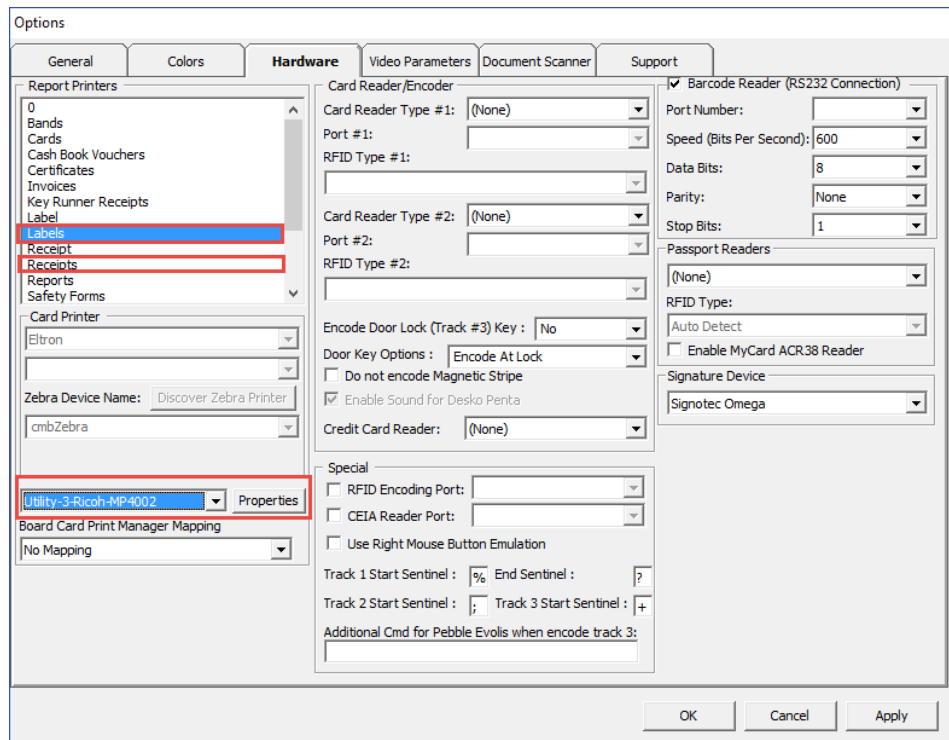 Options
General
Colors
Hardware
Video Parameters
Document Scanner
Support
Report Printers
0
Bands
Cards
Cash Book Vouchers
Certificates
Invoices
Key Runner Receipts
Label
Labels
Receipt
Receipts
Reports
Safety Forms
Card Printer
Eltron
Zebra Device Name: Discover Zebra Printer
cmbZebra
Utility-3-Ricoh-MP4002 Properties
Board Card Print Manager Mapping
No Mapping
Card Reader/Encoder
Card Reader Type #1: (None)
Port #1:
RFID Type #1:
Card Reader Type #2: (None)
Port #2:
RFID Type #2:
Encode Door Lock (Track #3) Key : No
Door Key Options : Encode At Lock
Do not encode Magnetic Stripe
Enable Sound for Desko Penta
Credit Card Reader: (None)
Special
RFID Encoding Port:
CEIA Reader Port:
Use Right Mouse Button Emulation
Track 1 Start Sentinel : % End Sentinel : ?
Track 2 Start Sentinel : ; Track 3 Start Sentinel : +
Additional Cmd for Pebble Evolis when encode track 3:
Barcode Reader (RS232 Connection)
Port Number:
Speed (Bits Per Second): 600
Data Bits: 8
Parity: None
Stop Bits: 1
Passport Readers
(None)
RFID Type:
Auto Detect
Enable MyCard ACR38 Reader
Signature Device
Signotec Omega
OK
Cancel
Apply